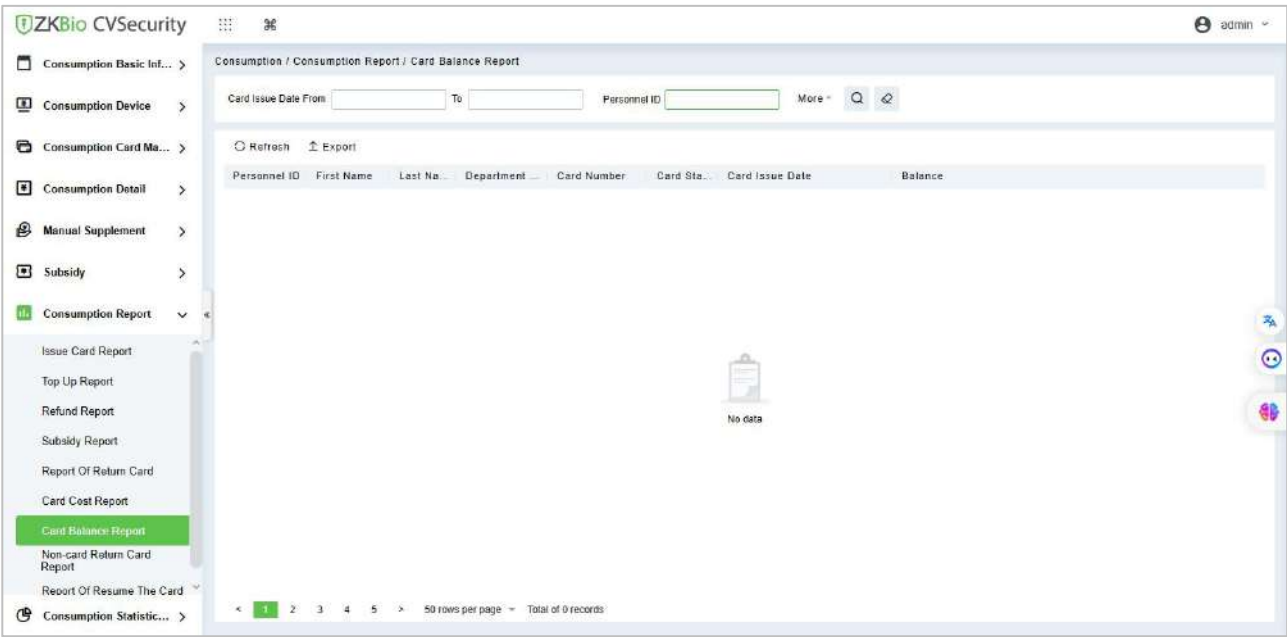 ZKBio CVSecurity
admin
Consumption Basic Inf... >
Consumption Device >
Consumption Card Ma... >
Consumption Detail >
Manual Supplement >
Subsidy >
Consumption Report
Issue Card Report
Top Up Report
Refund Report
Subsidy Report
Report Of Return Card
Card Cost Report
Card Balance Report
Non-card Return Card
Report
Report Of Resume The Card
Consumption Statistic... >
Consumption / Consumption Report / Card Balance Report
Card Issue Date From To Personnel ID More
Refresh Export
Personnel ID First Name Last Na... Department ... Card Number Card Sta... Card Issue Date Balance
No data
< 1 2 3 4 5 > 50 rows per page Total of 0 records